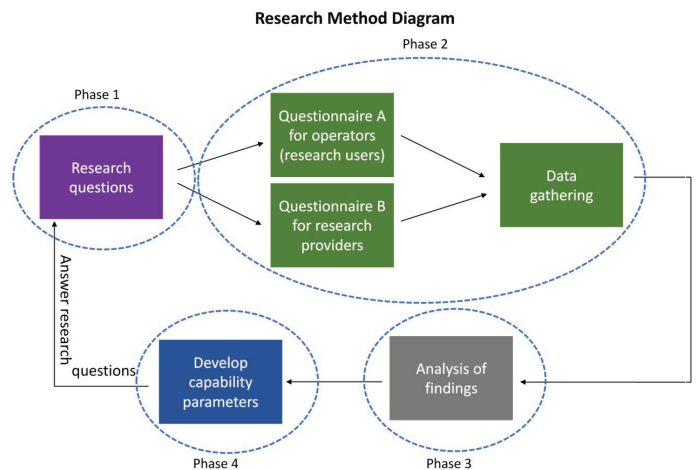 Research Method Diagram
Phase 1
Phase 2
Research
questions
Questionnaire A
for operators
(research users)
Questionnaire B
for research
providers
Data
gathering
Answer research
questions
Develop
capability
parameters
Analysis of
findings
Phase 4
Phase 3